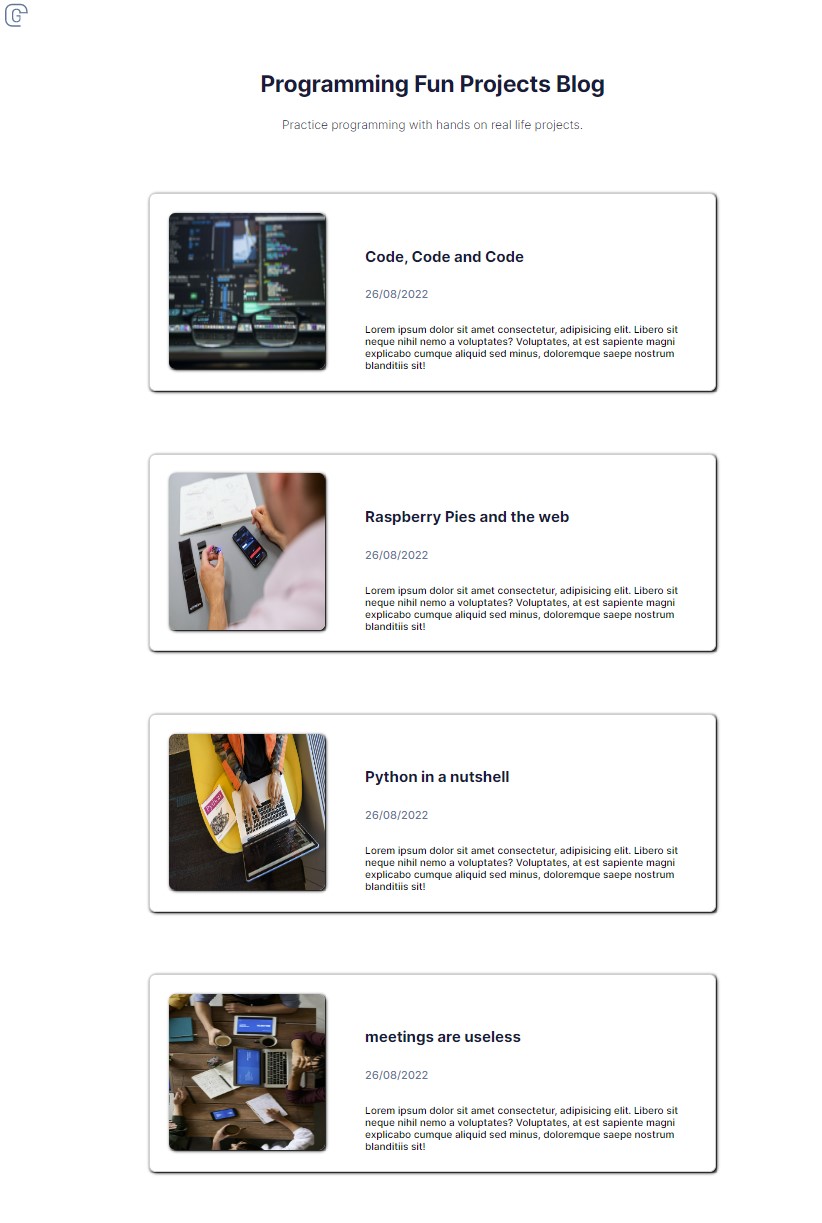 Programming Fun Projects Blog
Practice programming with hands on real life projects.
Code, Code and Code
26/08/2022
Lorem ipsum dolor sit amet consectetur, adipisicing elit. Libero sit
neque nihil nemo a voluptates? Voluptates, at est sapiente magni
explicabo cumque aliquid sed minus, doloremque saepe nostrum
blanditiis sit!
Raspberry Pies and the web
26/08/2022
Lorem ipsum dolor sit amet consectetur, adipisicing elit. Libero sit
neque nihil nemo a voluptates? Voluptates, at est sapiente magni
explicabo cumque aliquid sed minus, doloremque saepe nostrum
blanditiis sit!
Python in a nutshell
26/08/2022
Python
Lorem ipsum dolor sit amet consectetur, adipisicing elit. Libero sit
neque nihil nemo a voluptates? Voluptates, at est sapiente magni
explicabo cumque aliquid sed minus, doloremque saepe nostrum
blanditiis sit!
meetings are useless
26/08/2022
Lorem ipsum dolor sit amet consectetur, adipisicing elit. Libero sit
neque nihil nemo a voluptates? Voluptates, at est sapiente magni
explicabo cumque aliquid sed minus, doloremque saepe nostrum
blanditiis sit!